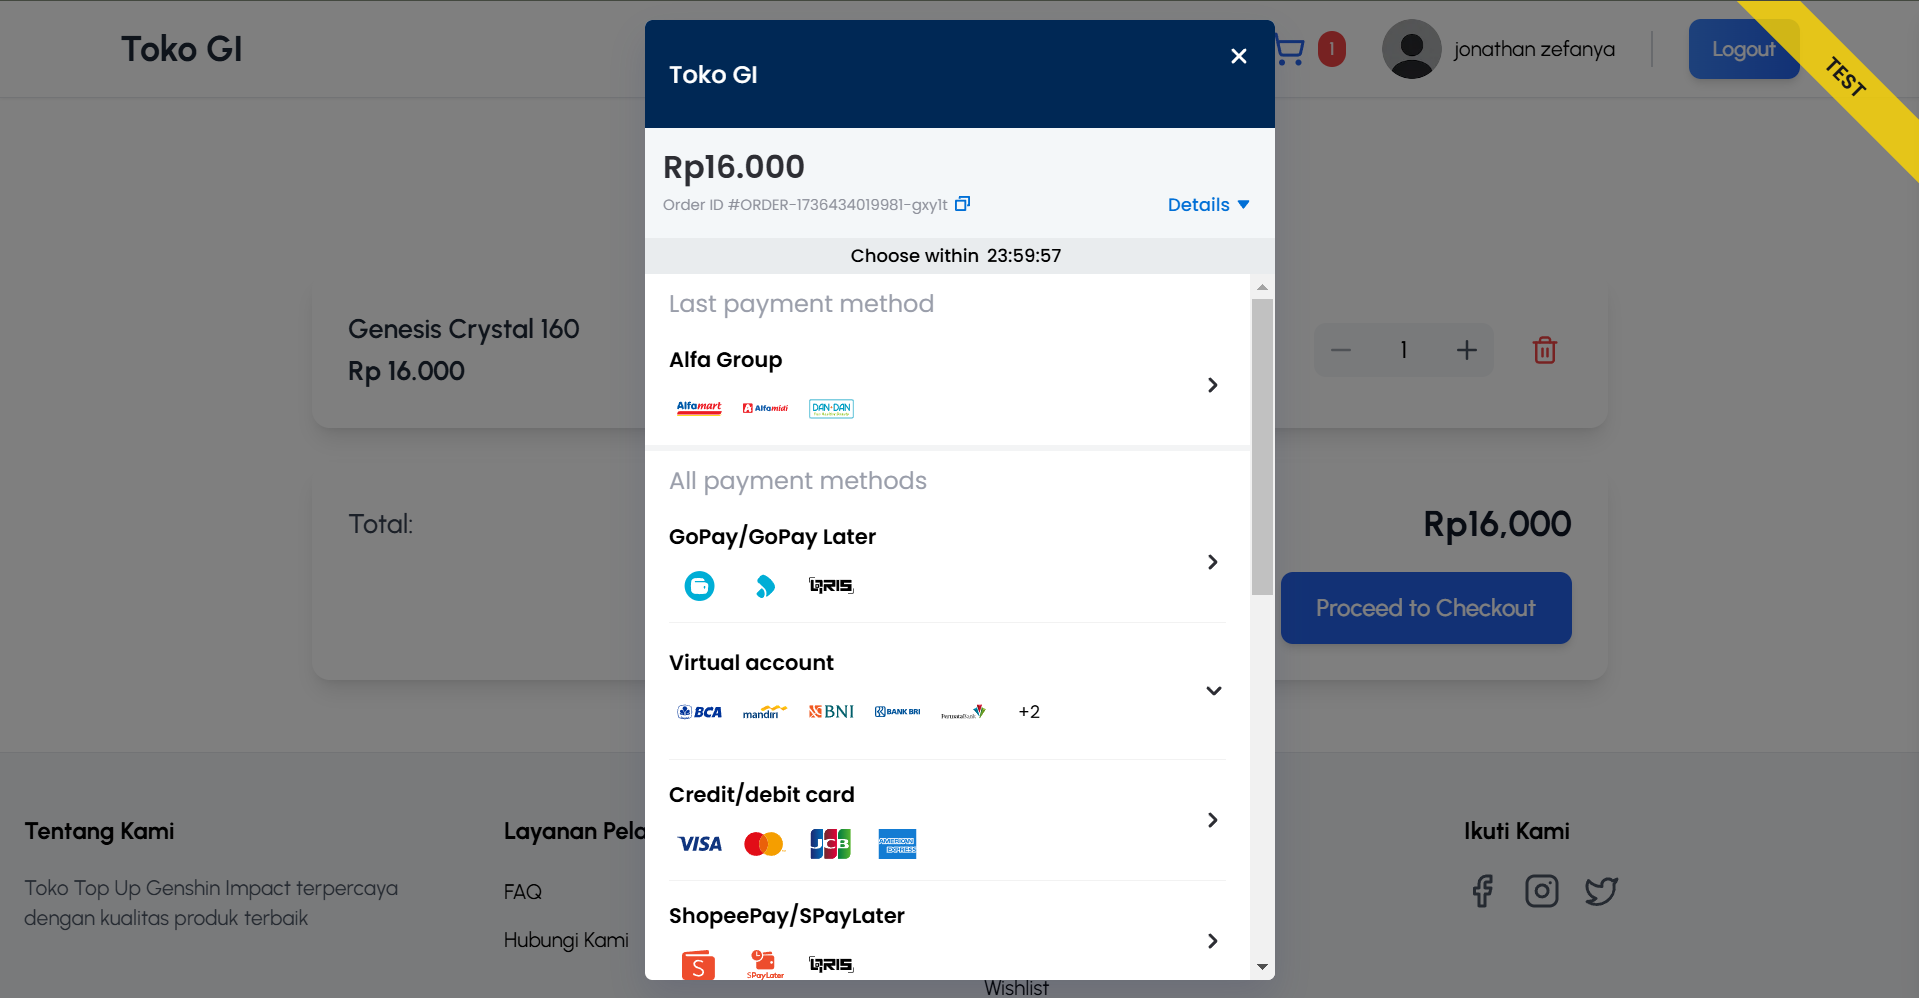 Toko GI
1
jonathan zefanya
Logout
TEST
Toko GI
Rp16.000
Order ID #ORDER-1736434019981-gxy1t
Details
Choose within 23:59:57
Last payment method
Alfa Group
Alfamart
Alfamidi
DAN+DAN
All payment methods
GoPay/GoPay Later
QRIS
Virtual account
BCA
mandiri
BNI
BANK BRI
PermataBank
+2
Credit/debit card
VISA
JCB
AMERICAN EXPRESS
ShopeePay/SPayLater
S
SPayLater
QRIS
Genesis Crystal 160
Rp 16.000
1
Total:
Rp16,000
Proceed to Checkout
Tentang Kami
Toko Top Up Genshin Impact terpercaya
dengan kualitas produk terbaik
Layanan Pela
FAQ
Hubungi Kami
Wishlist
Ikuti Kami